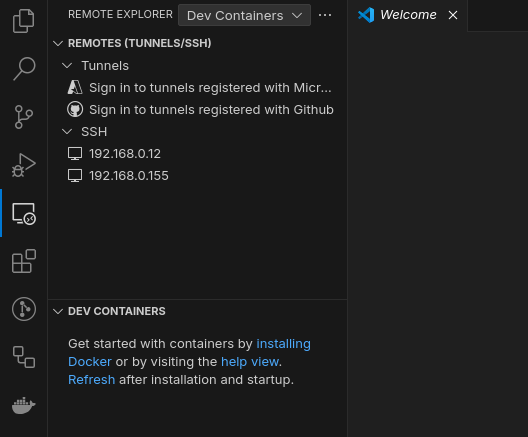 REMOTE EXPLORER
Dev Containers
Welcome
REMOTES (TUNNELS/SSH)
Tunnels
Sign in to tunnels registered with Micr...
Sign in to tunnels registered with Github
SSH
192.168.0.12
192.168.0.155
DEV CONTAINERS
Get started with containers by installing
Docker or by visiting the help view.
Refresh after installation and startup.